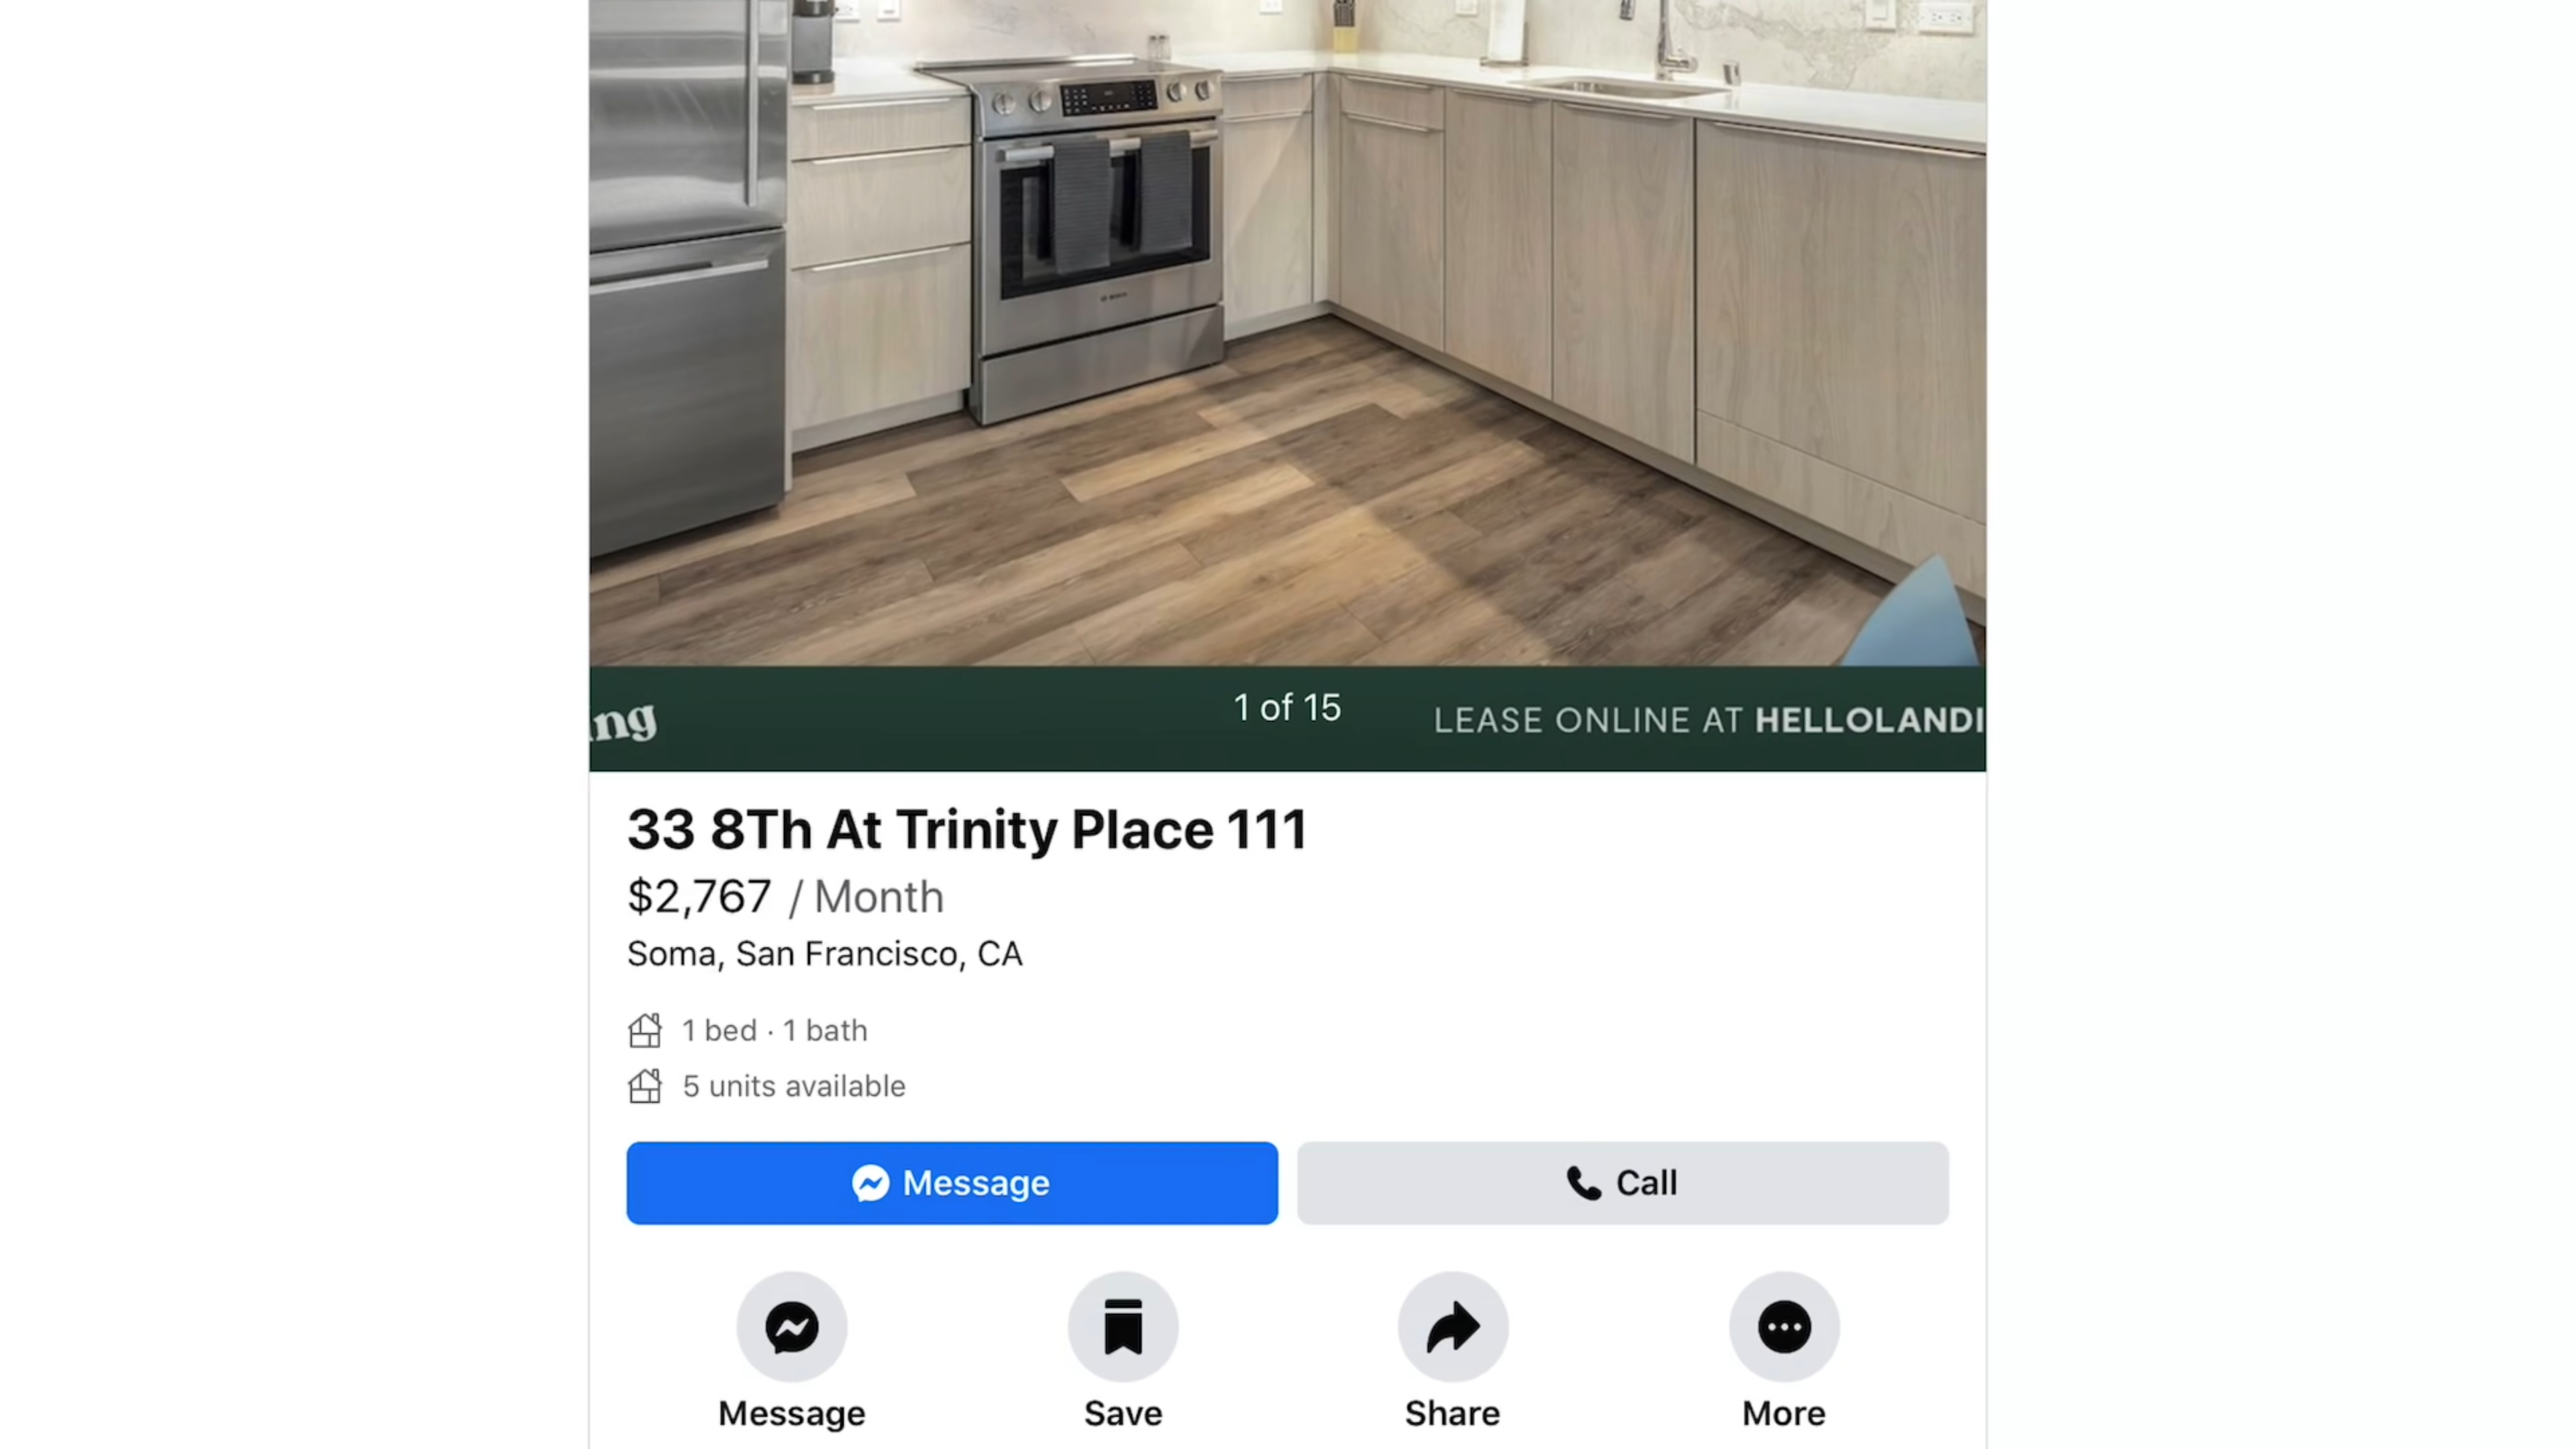 ing
1 of 15
LEASE ONLINE AT HELLOLANDI
33 8Th At Trinity Place 111
$2,767 / Month
Soma, San Francisco, CA
1 bed · 1 bath
5 units available
Message
Call
Message
Save
Share
More